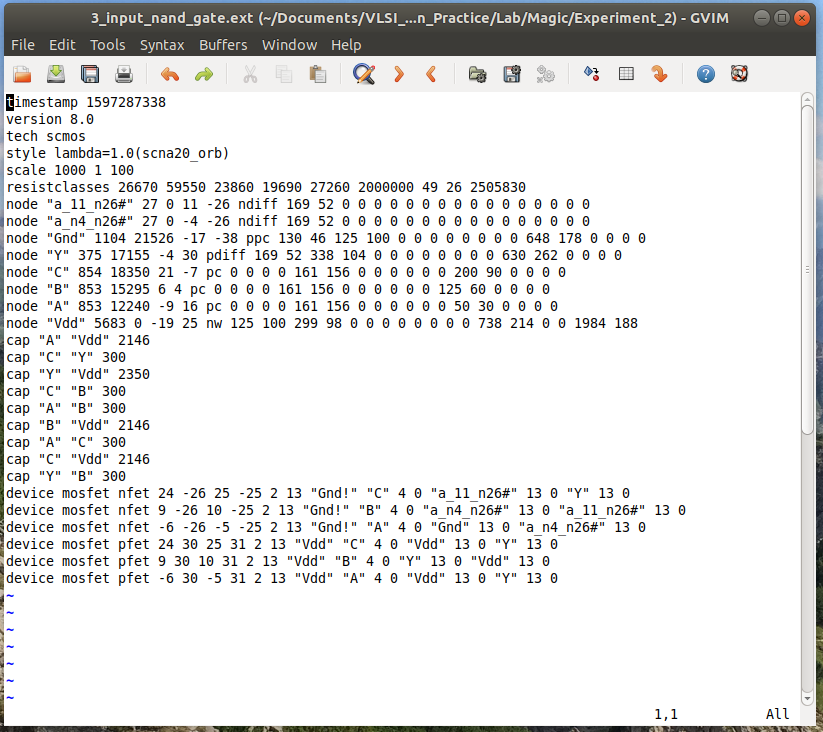 3_input_nand_gate.ext (~/Documents/VLSI_...n_Practice/Lab/Magic/Experiment_2) - GVIM
File Edit Tools Syntax Buffers Window Help
timestamp 1597287338
version 8.0
tech scmos
style lambda=1.0(scna20_orb)
scale 1000 1 100
resistclasses 26670 59550 23860 19690 27260 2000000 49 26 2505830
node "a_11_n26#" 27 0 11 -26 ndiff 169 52 0 0 0 0 0 0 0 0 0 0 0 0 0 0 0 0
node "a_n4_n26#" 27 0 -4 -26 ndiff 169 52 0 0 0 0 0 0 0 0 0 0 0 0 0 0 0 0
node "Gnd" 1104 21526 -17 -38 ppc 130 46 125 100 0 0 0 0 0 0 0 0 648 178 0 0 0 0
node "Y" 375 17155 -4 30 pdiff 169 52 338 104 0 0 0 0 0 0 0 0 630 262 0 0 0 0
node "C" 854 18350 21 -7 pc 0 0 0 0 161 156 0 0 0 0 0 0 200 90 0 0 0 0
node "B" 853 15295 6 4 pc 0 0 0 0 161 156 0 0 0 0 0 0 125 60 0 0 0 0
node "A" 853 12240 -9 16 pc 0 0 0 0 161 156 0 0 0 0 0 0 50 30 0 0 0 0
node "Vdd" 5683 0 -19 25 nw 125 100 299 98 0 0 0 0 0 0 0 0 738 214 0 0 1984 188
cap "A" "Vdd" 2146
cap "C" "Y" 300
cap "Y" "Vdd" 2350
cap "C" "B" 300
cap "A" "B" 300
cap "B" "Vdd" 2146
cap "A" "C" 300
cap "C" "Vdd" 2146
cap "Y" "B" 300
device mosfet nfet 24 -26 25 -25 2 13 "Gnd!" "C" 4 0 "a_11_n26#" 13 0 "Y" 13 0
device mosfet nfet 9 -26 10 -25 2 13 "Gnd!" "B" 4 0 "a_n4_n26#" 13 0 "a_11_n26#" 13 0
device mosfet nfet -6 -26 -5 -25 2 13 "Gnd!" "A" 4 0 "Gnd" 13 0 "a_n4_n26#" 13 0
device mosfet pfet 24 30 25 31 2 13 "Vdd" "C" 4 0 "Vdd" 13 0 "Y" 13 0
device mosfet pfet 9 30 10 31 2 13 "Vdd" "B" 4 0 "Y" 13 0 "Vdd" 13 0
device mosfet pfet -6 30 -5 31 2 13 "Vdd" "A" 4 0 "Vdd" 13 0 "Y" 13 0
~
~
~
~
~
~
~
1,1 All